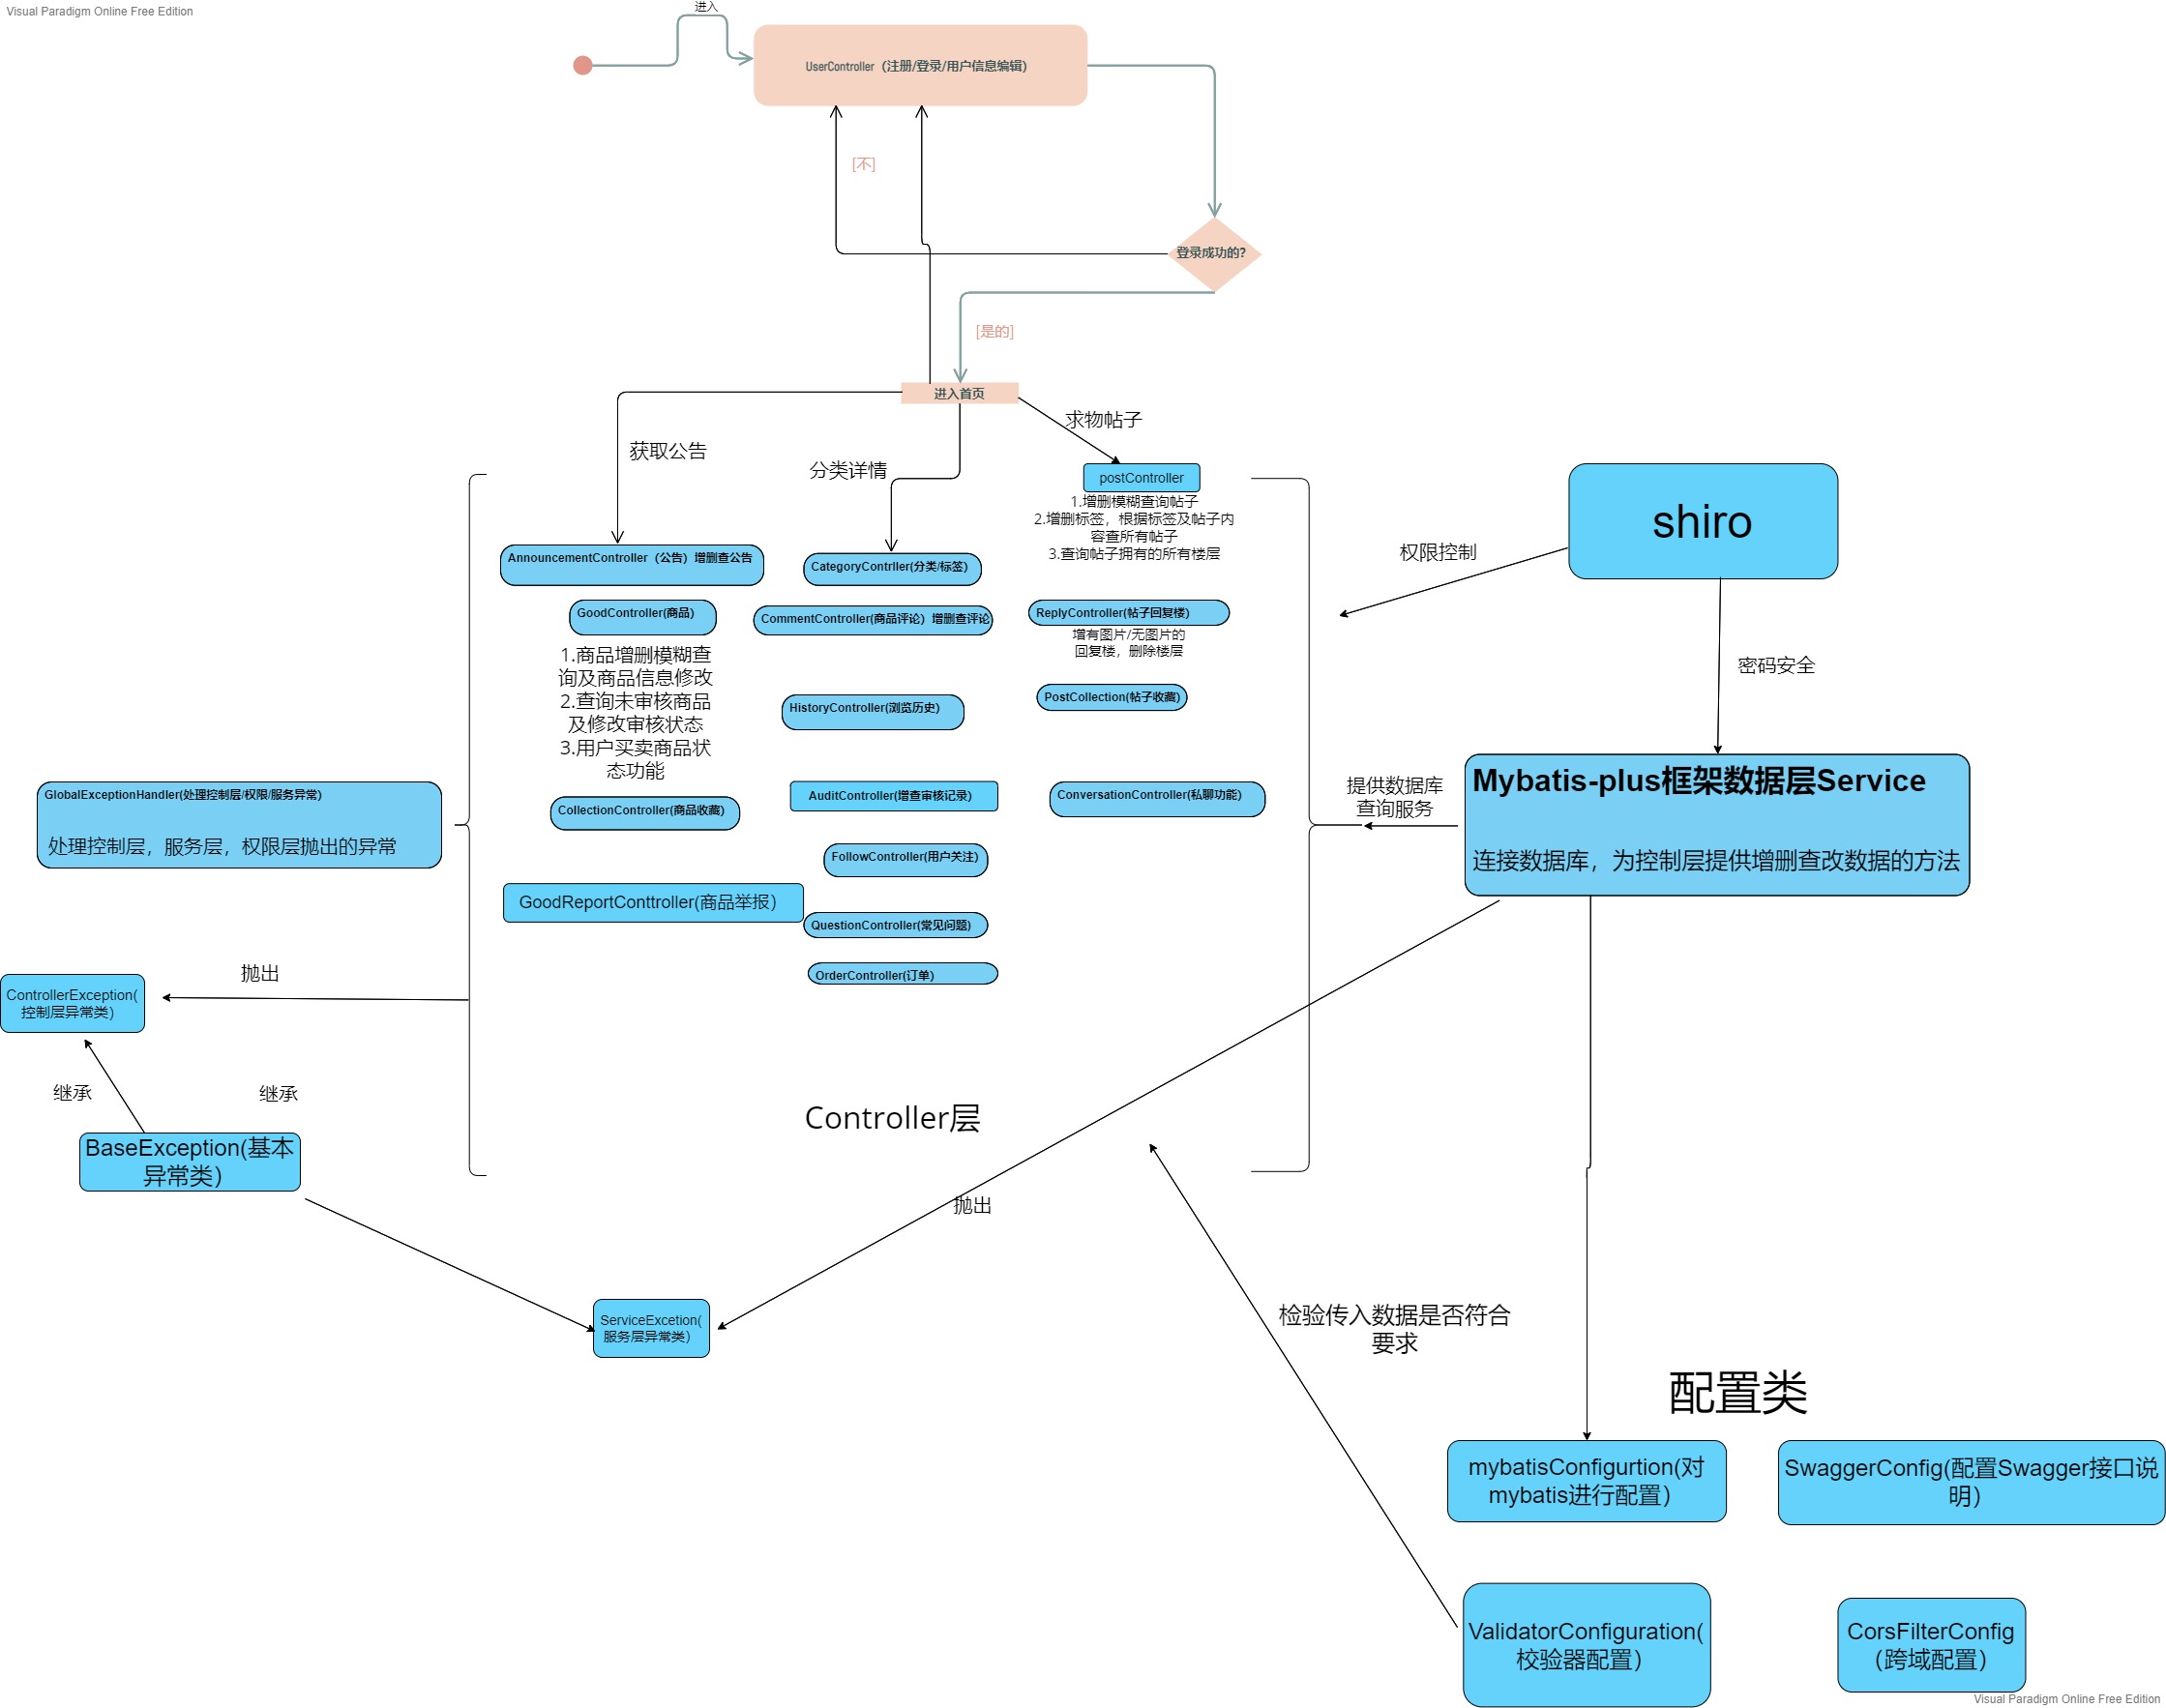 Visual Paradigm Online Free Edition
进入
UserController（注册/登录/用户信息编辑）
[不]
登录成功的?
[是的]
进入首页
求物帖子
获取公告
分类详情
postController
1.增删模糊查询帖子
2.增删标签，根据标签及帖子内
容查所有帖子
3.查询帖子拥有的所有楼层
shiro
权限控制
密码安全
AnnouncementController（公告）增删查公告
CategoryContrller(分类/标签)
GoodController(商品)
CommentController(商品评论）增删查评论
ReplyController(帖子回复楼)
增有图片/无图片的
回复楼，删除楼层
1.商品增删模糊查
询及商品信息修改
2.查询未审核商品
及修改审核状态
3.用户买卖商品状
态功能
HistoryController(浏览历史)
PostCollection(帖子收藏)
GlobalExceptionHandler(处理控制层/权限/服务异常)
处理控制层，服务层，权限层抛出的异常
CollectionController(商品收藏)
AuditController(增查审核记录)
ConversationController(私聊功能)
提供数据库
查询服务
Mybatis-plus框架数据层Service
连接数据库，为控制层提供增删查改数据的方法
FollowController(用户关注)
GoodReportConttroller(商品举报）
QuestionController(常见问题)
OrderController(订单)
抛出
ControllerException(
控制层异常类）
继承
继承
BaseException(基本
异常类）
Controller层
抛出
ServiceExcetion(
服务层异常类）
检验传入数据是否符合
要求
配置类
mybatisConfigurtion(对
mybatis进行配置）
SwaggerConfig(配置Swagger接口说
明）
ValidatorConfiguration(
校验器配置）
CorsFilterConfig
（跨域配置）
Visual Paradigm Online Free Edition